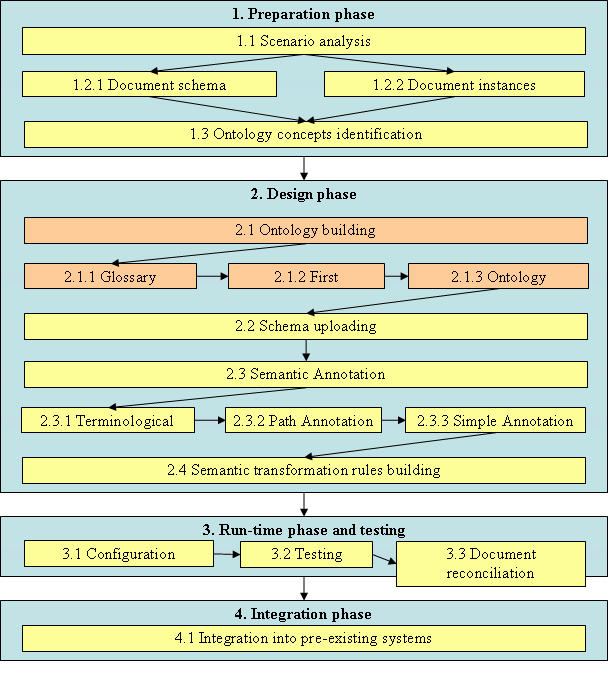 1. Preparation phase
1.1 Scenario analysis
1.2.1 Document schema
1.2.2 Document instances
1.3 Ontology concepts identification
2. Design phase
2.1 Ontology building
2.1.1 Glossary
2.1.2 First
2.1.3 Ontology
2.2 Schema uploading
2.3 Semantic Annotation
2.3.1 Terminological
2.3.2 Path Annotation
2.3.3 Simple Annotation
2.4 Semantic transformation rules building
3. Run-time phase and testing
3.1 Configuration
3.2 Testing
3.3 Document
reconciliation
4. Integration phase
4.1 Integration into pre-existing systems